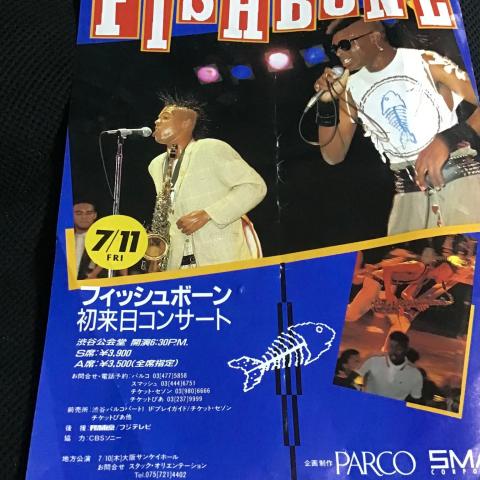 FISHBONE
7/11
FRI
フィッシュボーン
初来日コンサート
渋谷公会堂 開演6:30P.M.
S席:¥3,900
A席:¥3,500(全席指定)
お問合せ・電話予約:パルコ 03(477)5858
スマッシュ 03(444)6751
チケット・セゾン 03(980)6666
チケットぴあ 03(237)9999
前売所:渋谷パルコパート1 1Fプレイガイド/チケット・セゾン
チケットぴあ他
後援 /フジテレビ
協力:CBSソニー
地方公演 7/10[木]大阪サンケイホール
お問合せ スタック・オリエンテーション
Tel.075(721)4402
企画制作 PARCO SMA
CORPOR